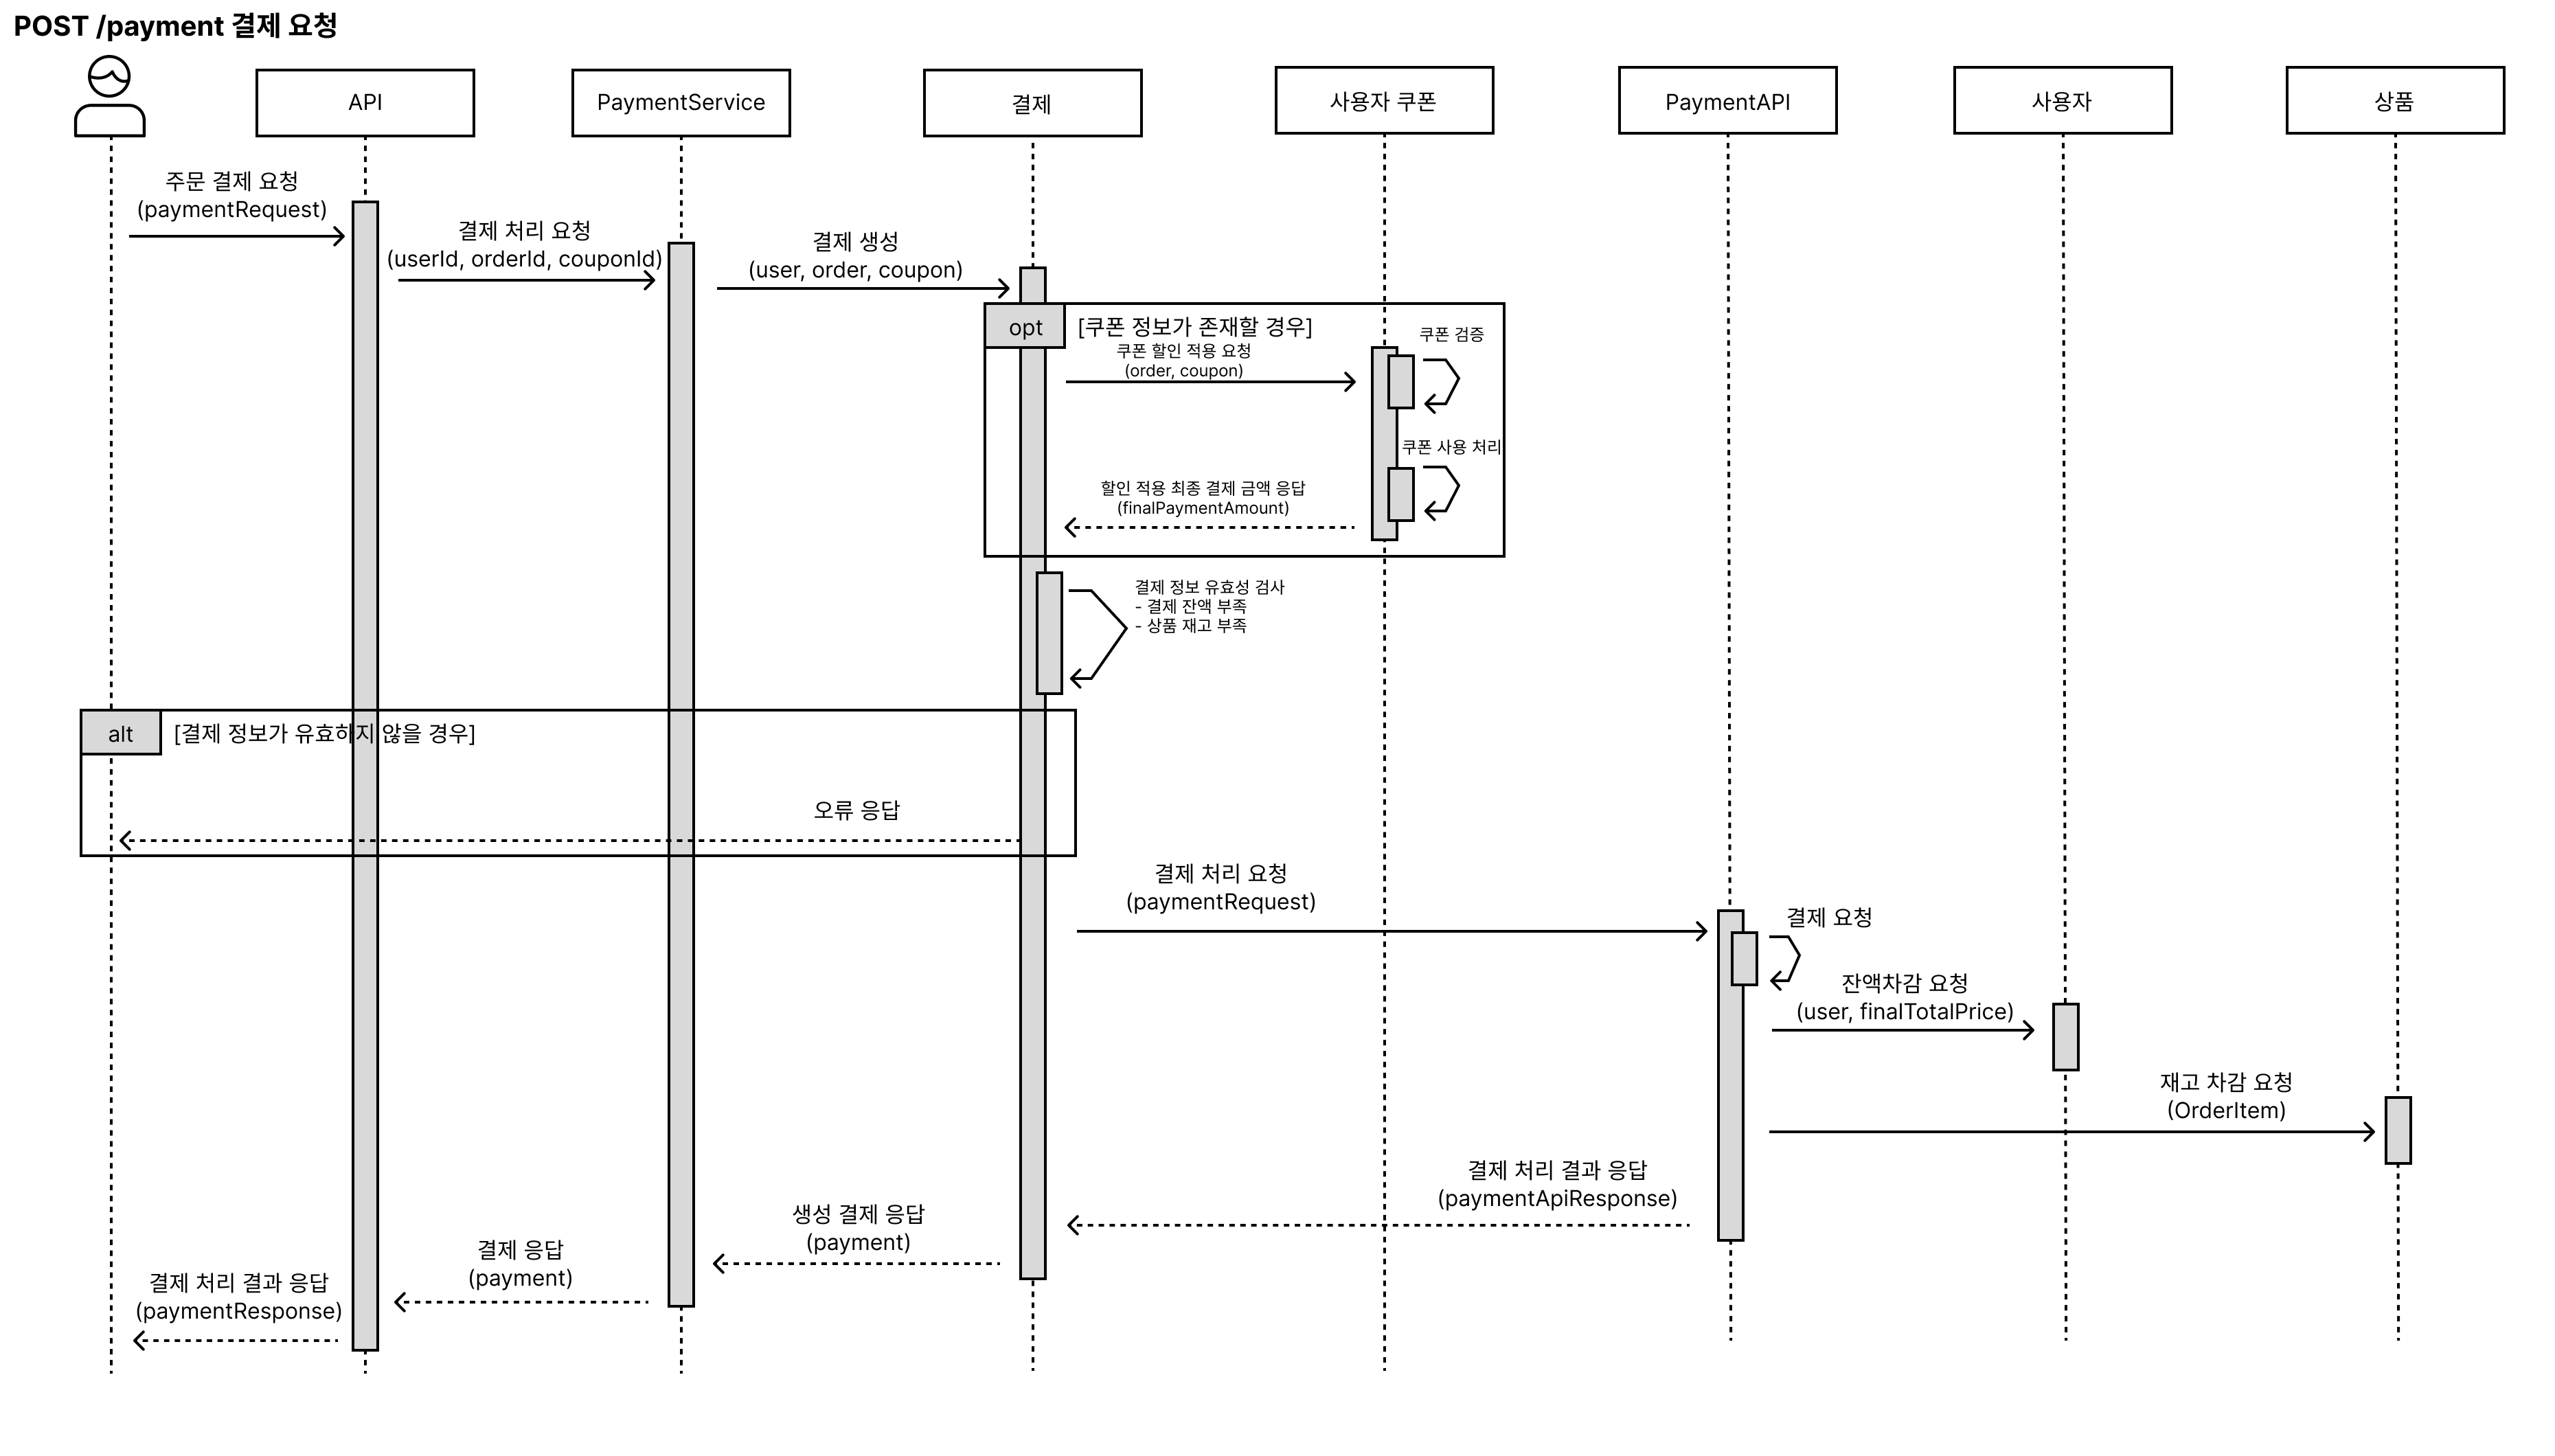 POST /payment 결제 요청
API
PaymentService
결제
사용자 쿠폰
PaymentAPI
사용자
상품
주문 결제 요청
(paymentRequest)
결제 처리 요청
(userId, orderId, couponId)
결제 생성
(user, order, coupon)
opt
[쿠폰 정보가 존재할 경우]
쿠폰 할인 적용 요청
(order, coupon)
쿠폰 검증
쿠폰 사용 처리
할인 적용 최종 결제 금액 응답
(finalPaymentAmount)
결제 정보 유효성 검사
- 결제 잔액 부족
- 상품 재고 부족
alt
[결제 정보가 유효하지 않을 경우]
오류 응답
결제 처리 요청
(paymentRequest)
결제 요청
잔액차감 요청
(user, finalTotalPrice)
재고 차감 요청
(OrderItem)
결제 처리 결과 응답
(paymentApiResponse)
생성 결제 응답
(payment)
결제 응답
(payment)
결제 처리 결과 응답
(paymentResponse)